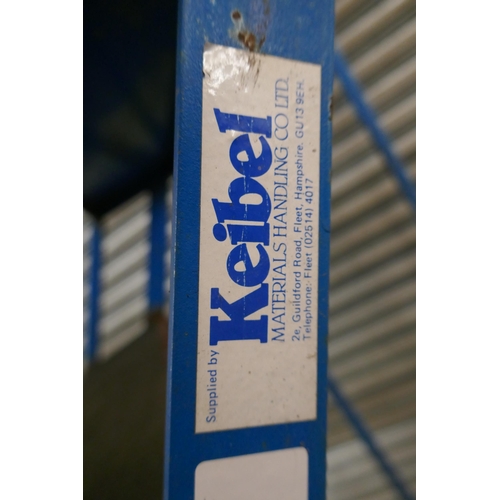 Supplied by Keibel
MATERIALS HANDLING CO LTD.
2e, Guildford Road, Fleet, Hampshire. GU13 9EH.
Telephone: Fleet (02514) 4017